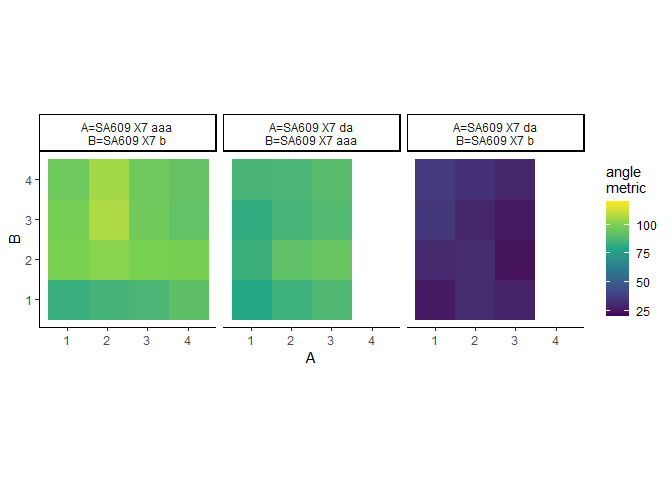 A=SA609 X7 aaa
B=SA609 X7 b
A=SA609 X7 da
B=SA609 X7 aaa
A=SA609 X7 da
B=SA609 X7 b
angle
metric
100
75
50
25
B
4
3
2
1
1 2 3 4
1 2 3 4
1 2 3 4
A